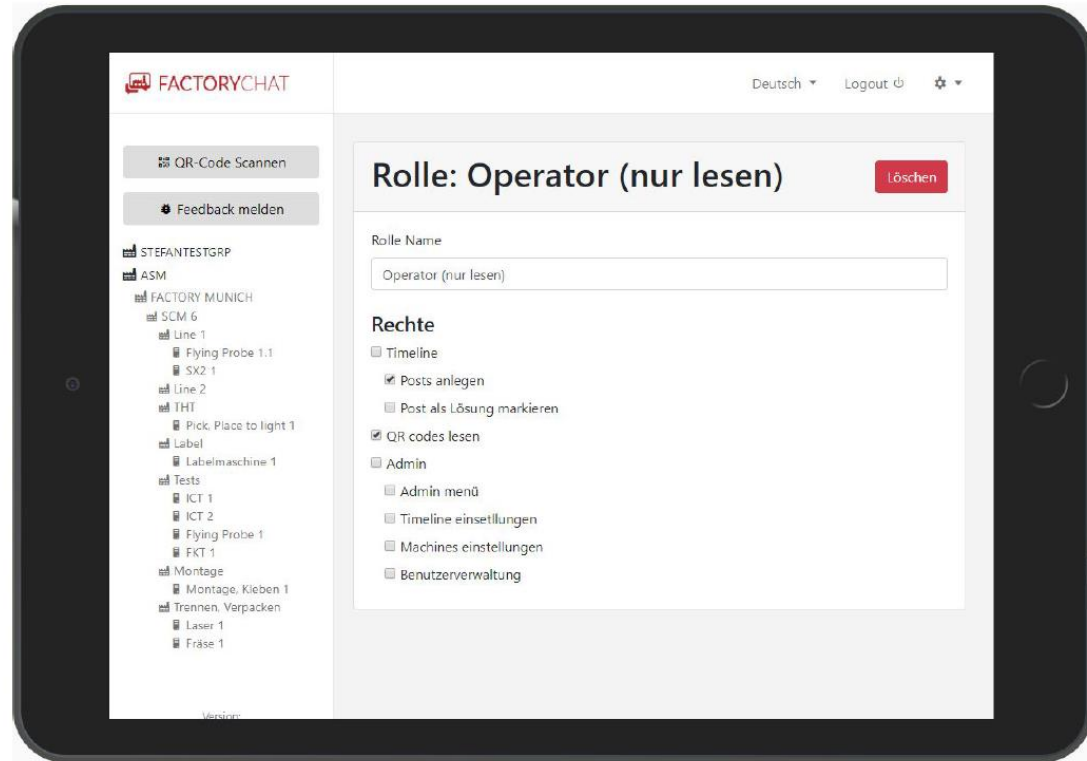 FACTORYCHAT
Deutsch
Logout
QR-Code Scannen
Feedback melden
STEFANTESTGRP
ASM
FACTORY MUNICH
SCM 6
Line 1
Flying Probe 1.1
SX2 1
Line 2
THT
Pick, Place to light 1
Label
Labelmaschine 1
Tests
ICT 1
ICT 2
Flying Probe 1
FKT 1
Montage
Montage, Kleben 1
Trennen, Verpacken
Laser 1
Fräse 1
Version:
Rolle: Operator (nur lesen)
Löschen
Rolle Name
Operator (nur lesen)
Rechte
Timeline
Posts anlegen
Post als Lösung markieren
QR codes lesen
Admin
Admin menü
Timeline einsetllungen
Machines einstellungen
Benutzerverwaltung